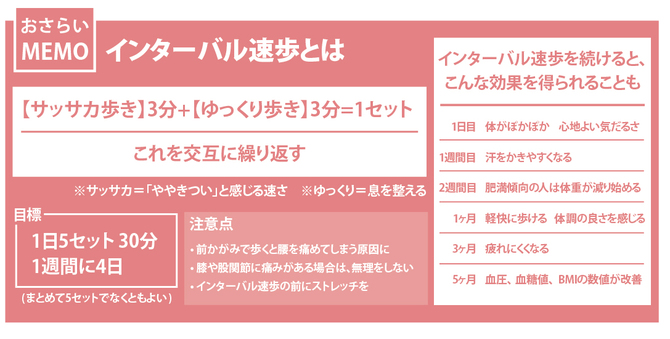 おさらい
MEMO
インターバル速歩とは
【サッサカ歩き】3分+【ゆっくり歩き】3分=1セット
これを交互に繰り返す
※サッサカ=「ややきつい」と感じる速さ　※ゆっくり=息を整える
目標
1日5セット 30分
1週間に4日
(まとめて5セットでなくともよい)
注意点
・前かがみで歩くと腰を痛めてしまう原因に
・膝や股関節に痛みがある場合は、無理をしない
・インターバル速歩の前にストレッチを
インターバル速歩を続けると、
こんな効果を得られることも
1日目　体がぽかぽか　心地よい気だるさ
1週間目　汗をかきやすくなる
2週間目　肥満傾向の人は体重が減り始める
1ヶ月　軽快に歩ける　体調の良さを感じる
3ヶ月　疲れにくくなる
5ヶ月　血圧、血糖値、BMIの数値が改善